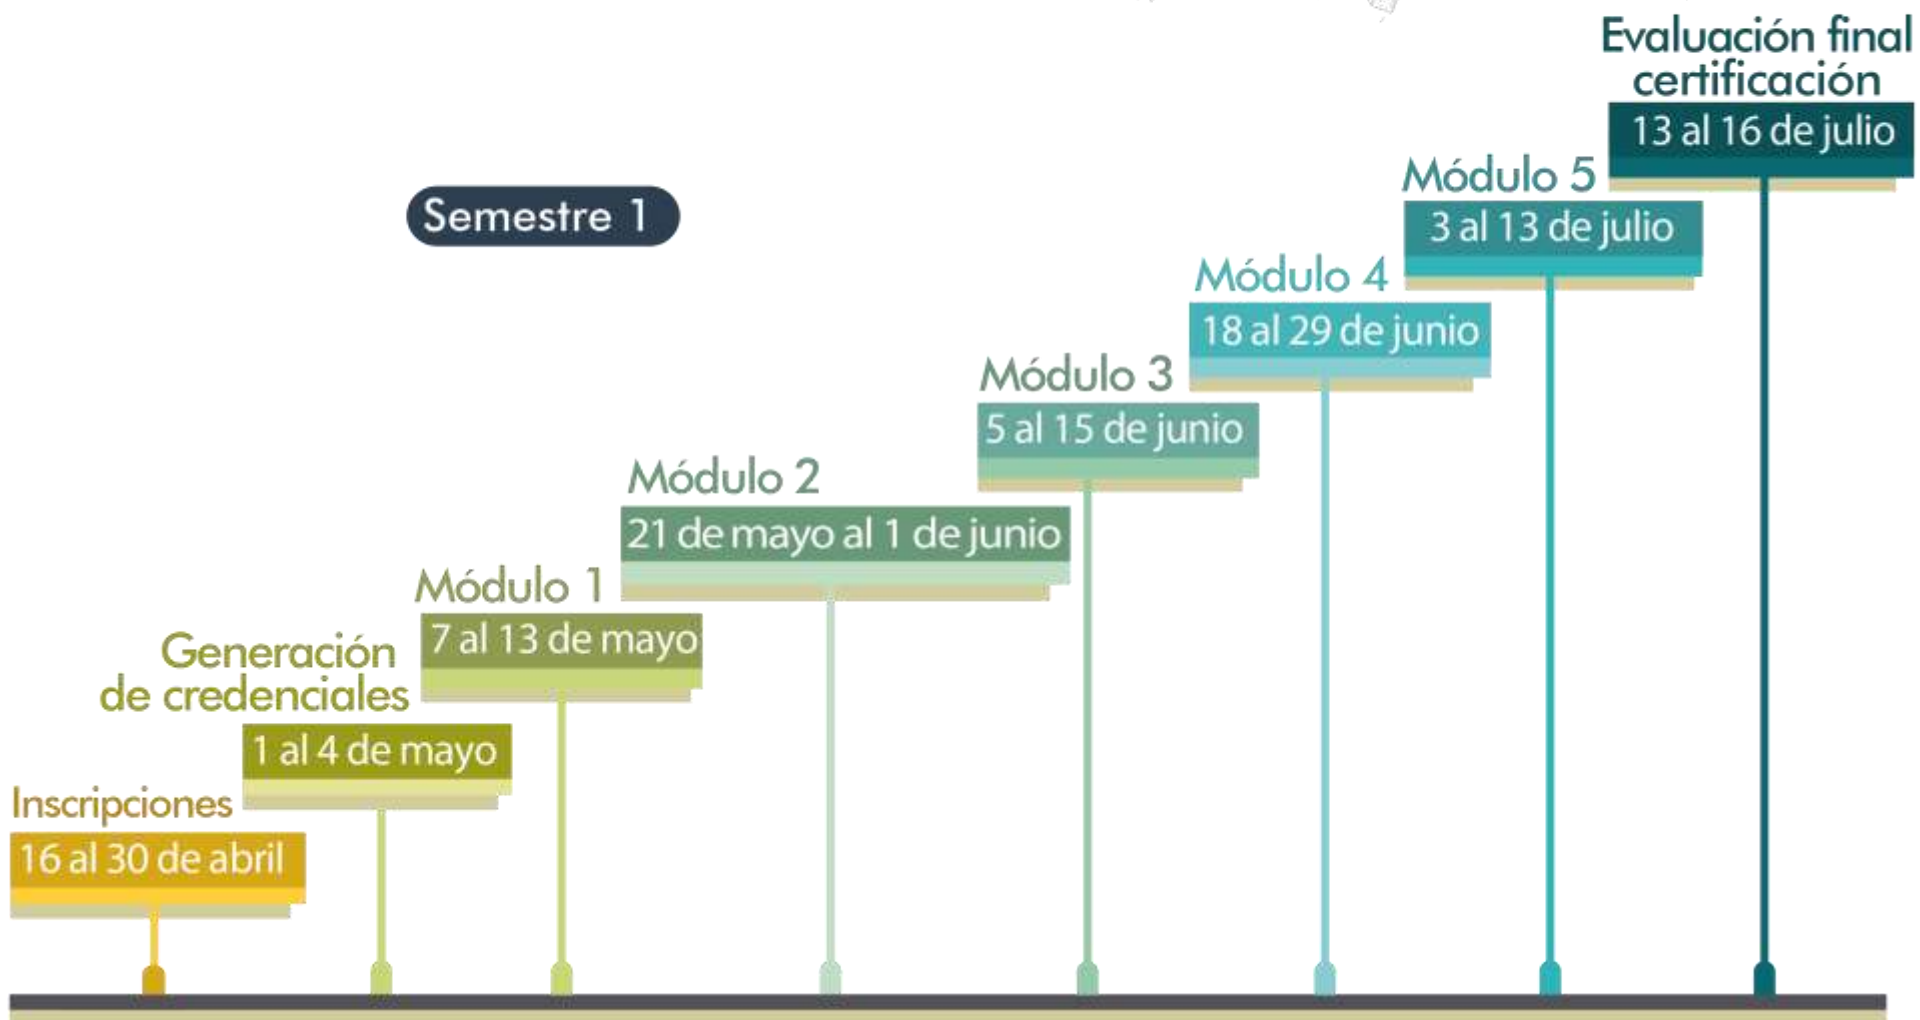 Semestre 1
Inscripciones
16 al 30 de abril
Generación
de credenciales
1 al 4 de mayo
Módulo 1
7 al 13 de mayo
Módulo 2
21 de mayo al 1 de junio
Módulo 3
5 al 15 de junio
Módulo 4
18 al 29 de junio
Módulo 5
3 al 13 de julio
Evaluación final
certificación
13 al 16 de julio